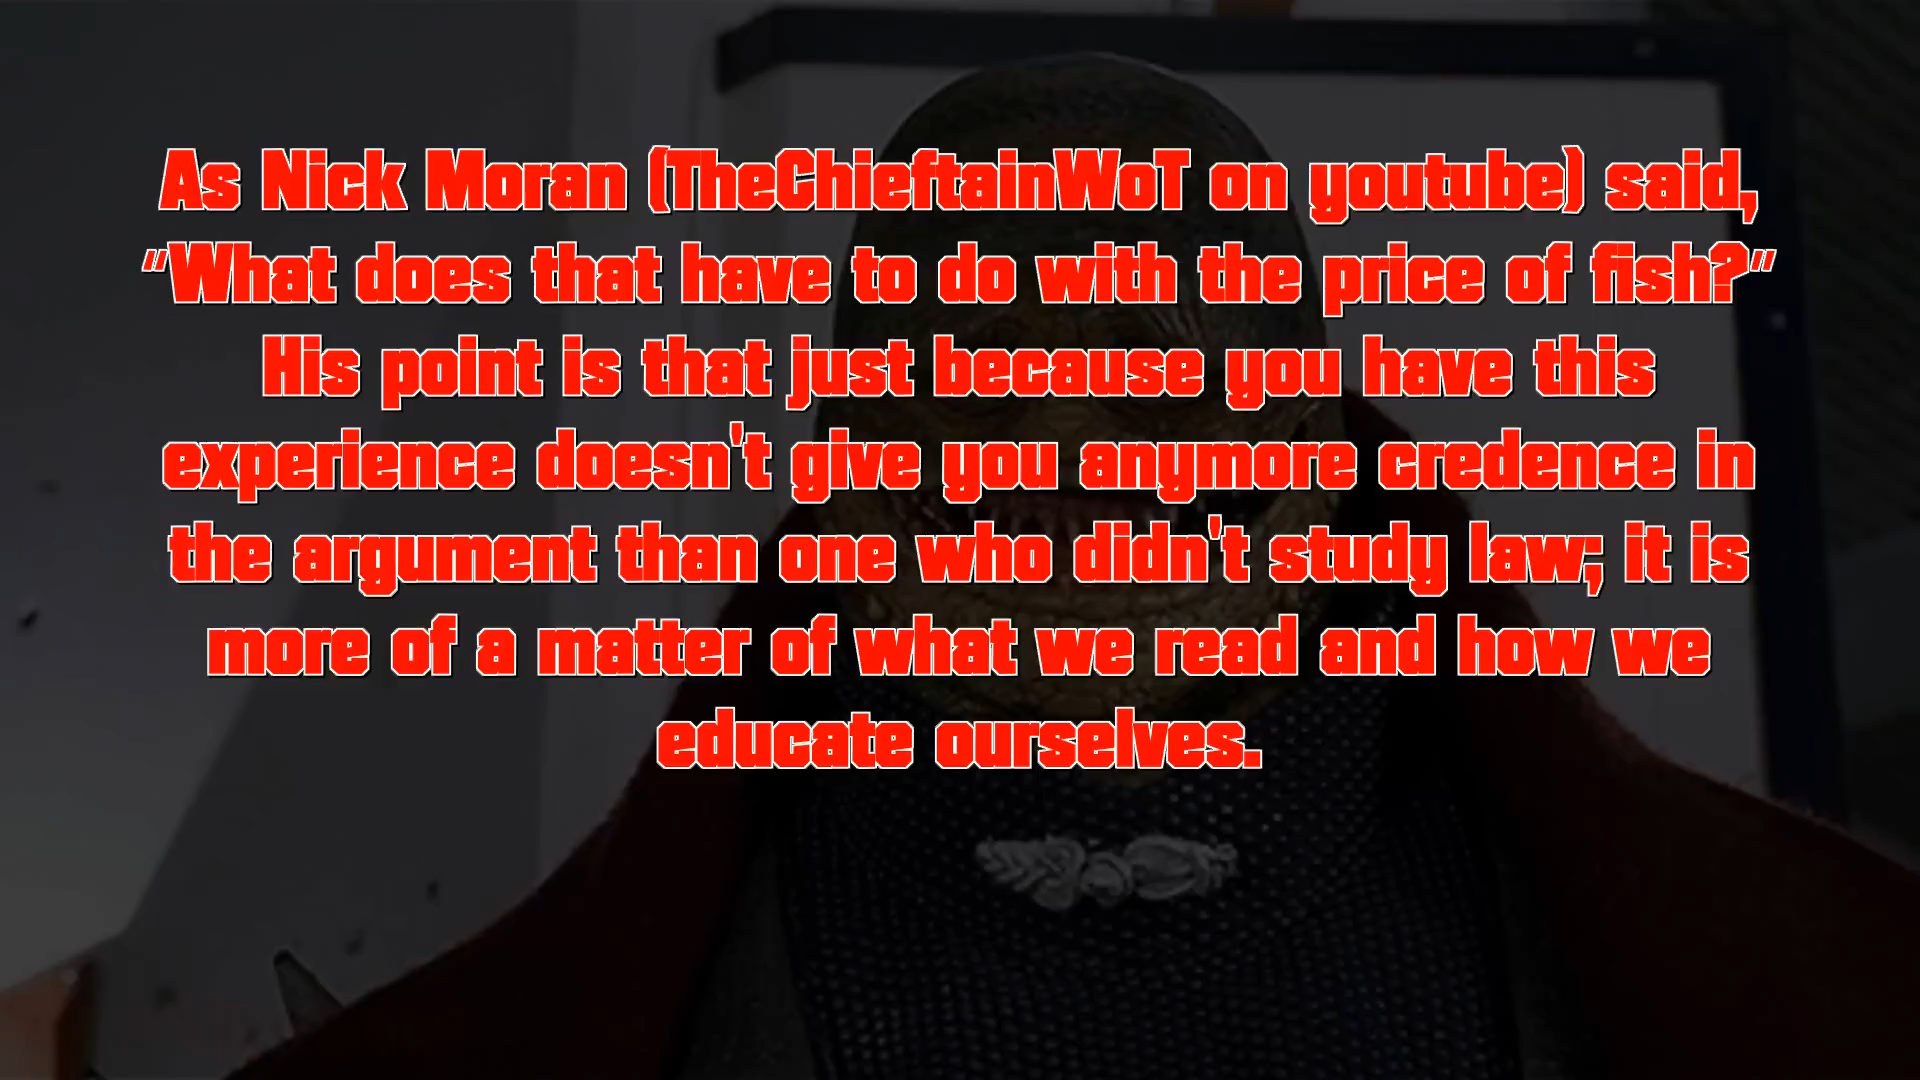 As Nick Moran (TheChieftainWoT on youtube) said,
"What does that have to do with the price of fish?"
His point is that just because you have this
experience doesn't give you anymore credence in
the argument than one who didn't study law; it is
more of a matter of what we read and how we
educate ourselves.